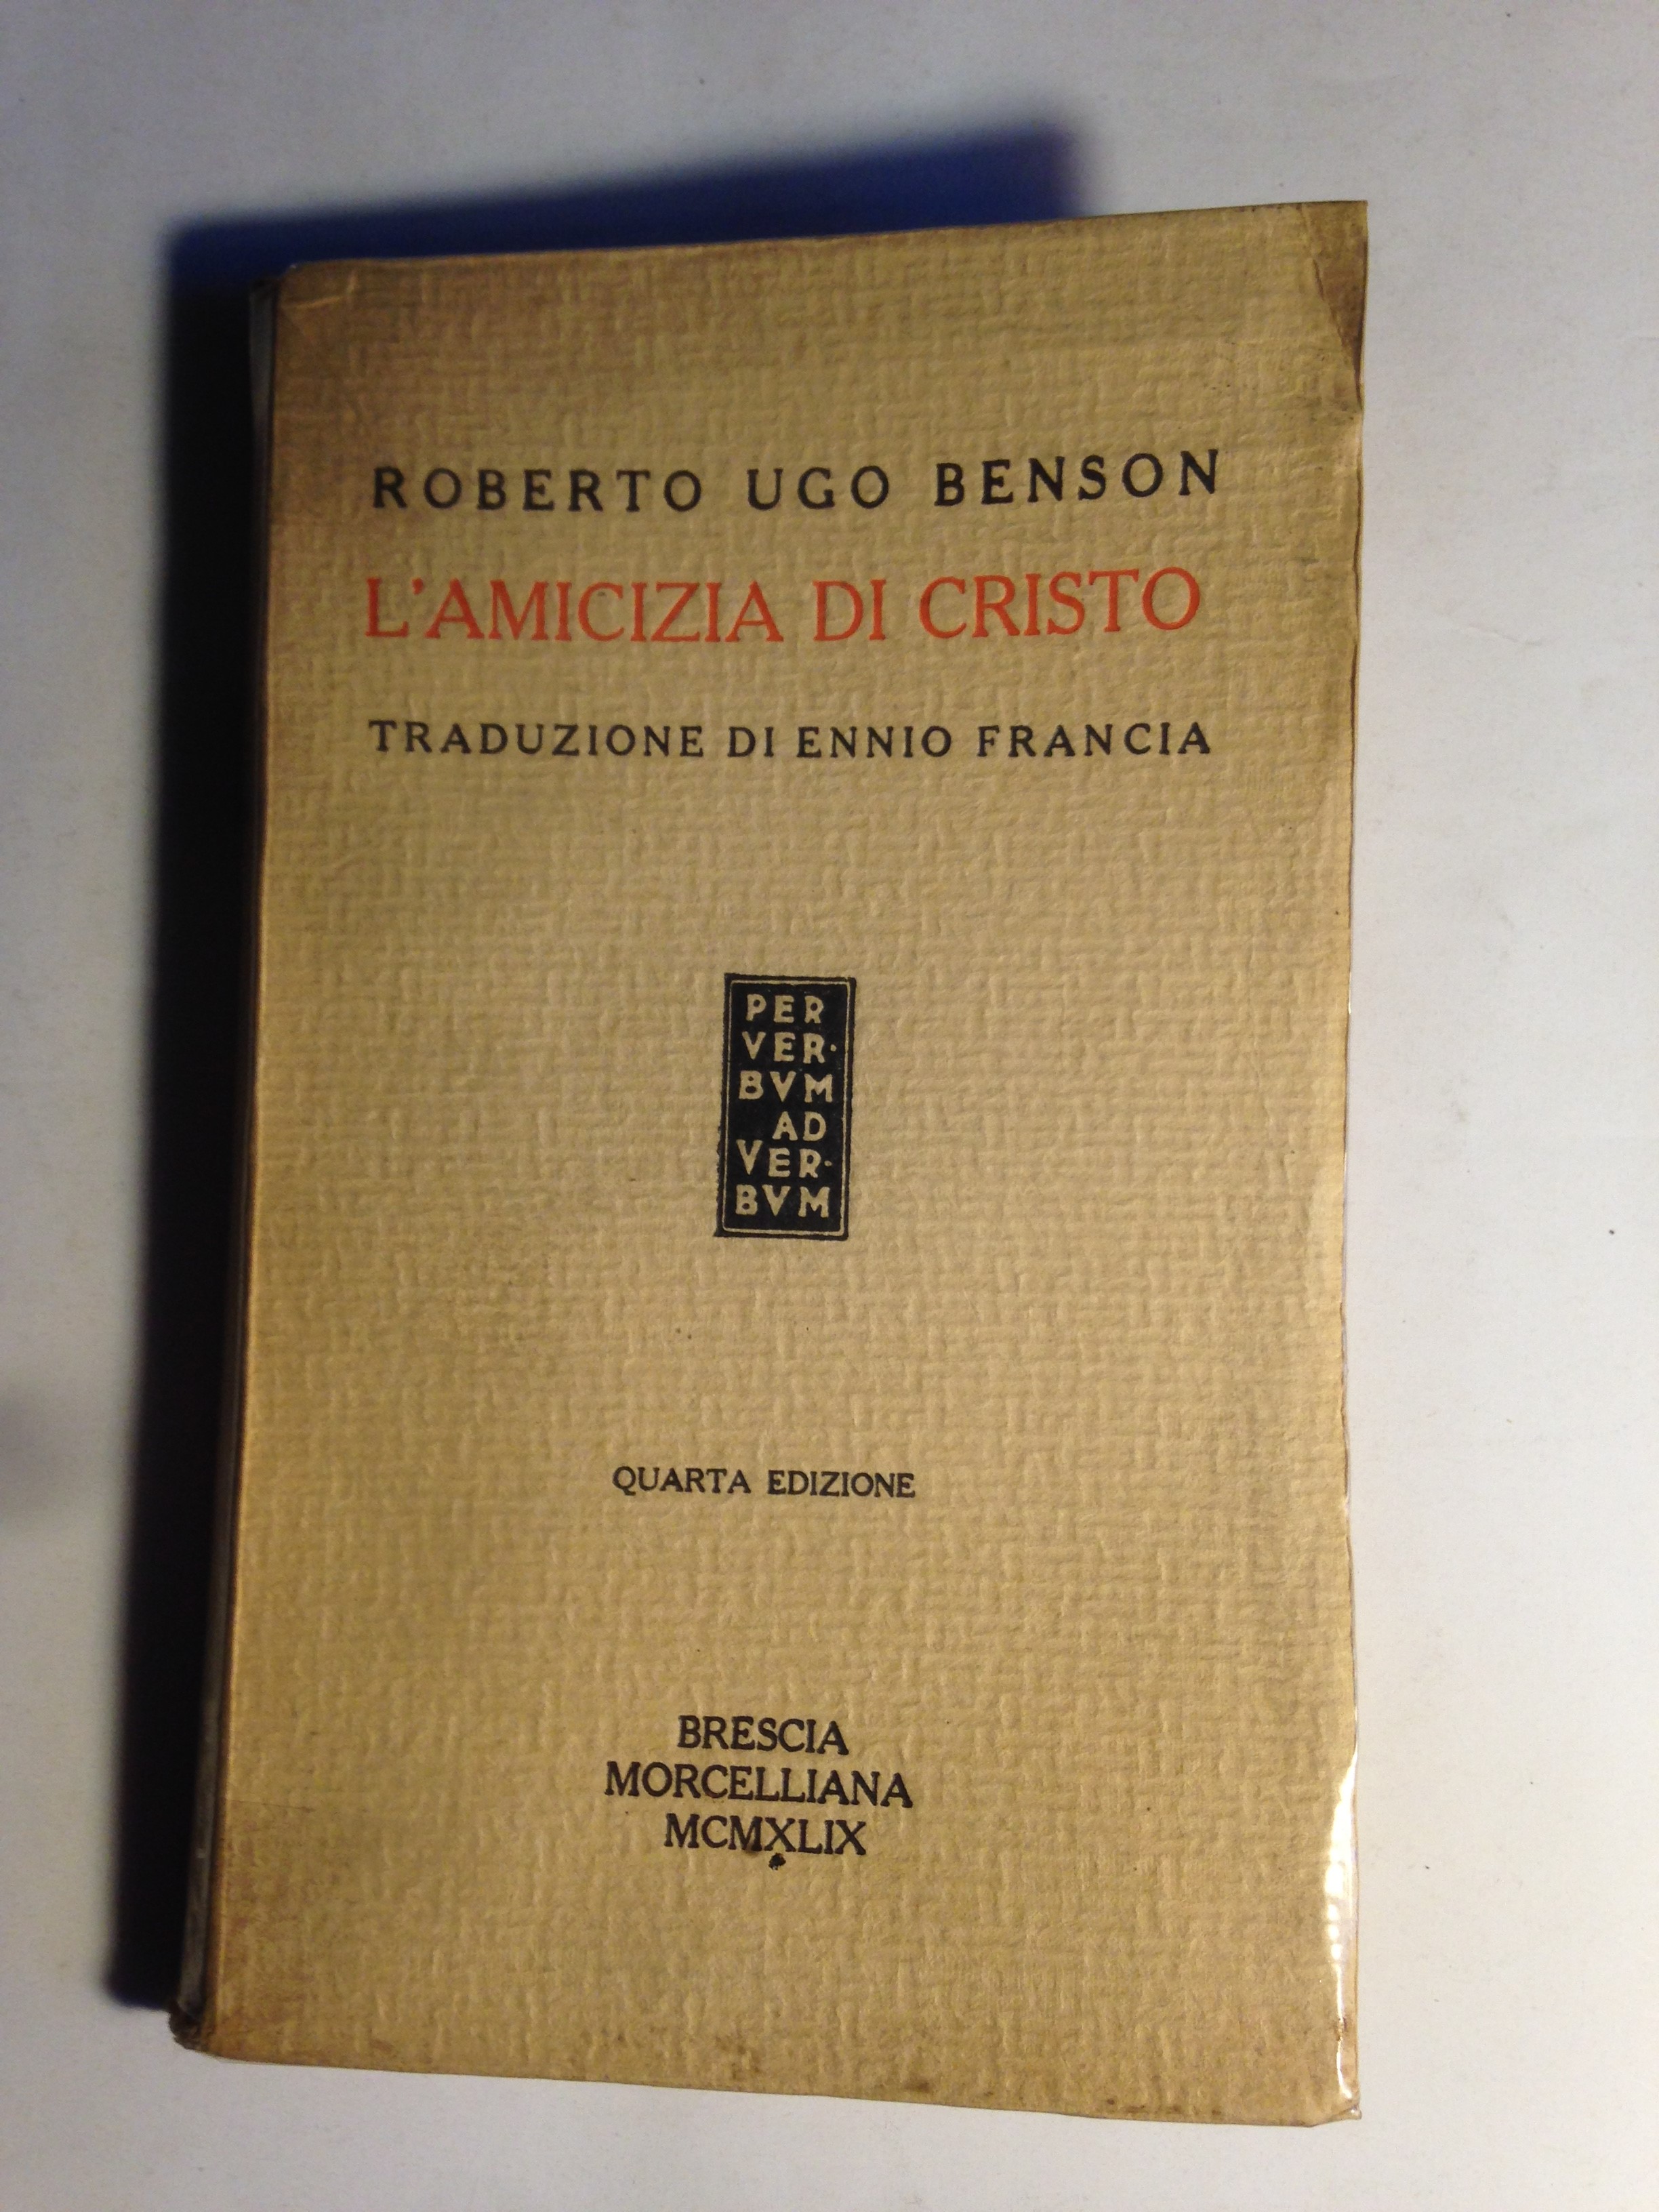 ROBERTO UGO BENSON
L'AMICIZIA DI CRISTO
TRADUZIONE DI ENNIO FRANCIA
PER
VER·
BVM
AD
VER·
BVM
QUARTA EDIZIONE
BRESCIA
MORCELLIANA
MCMXLIX